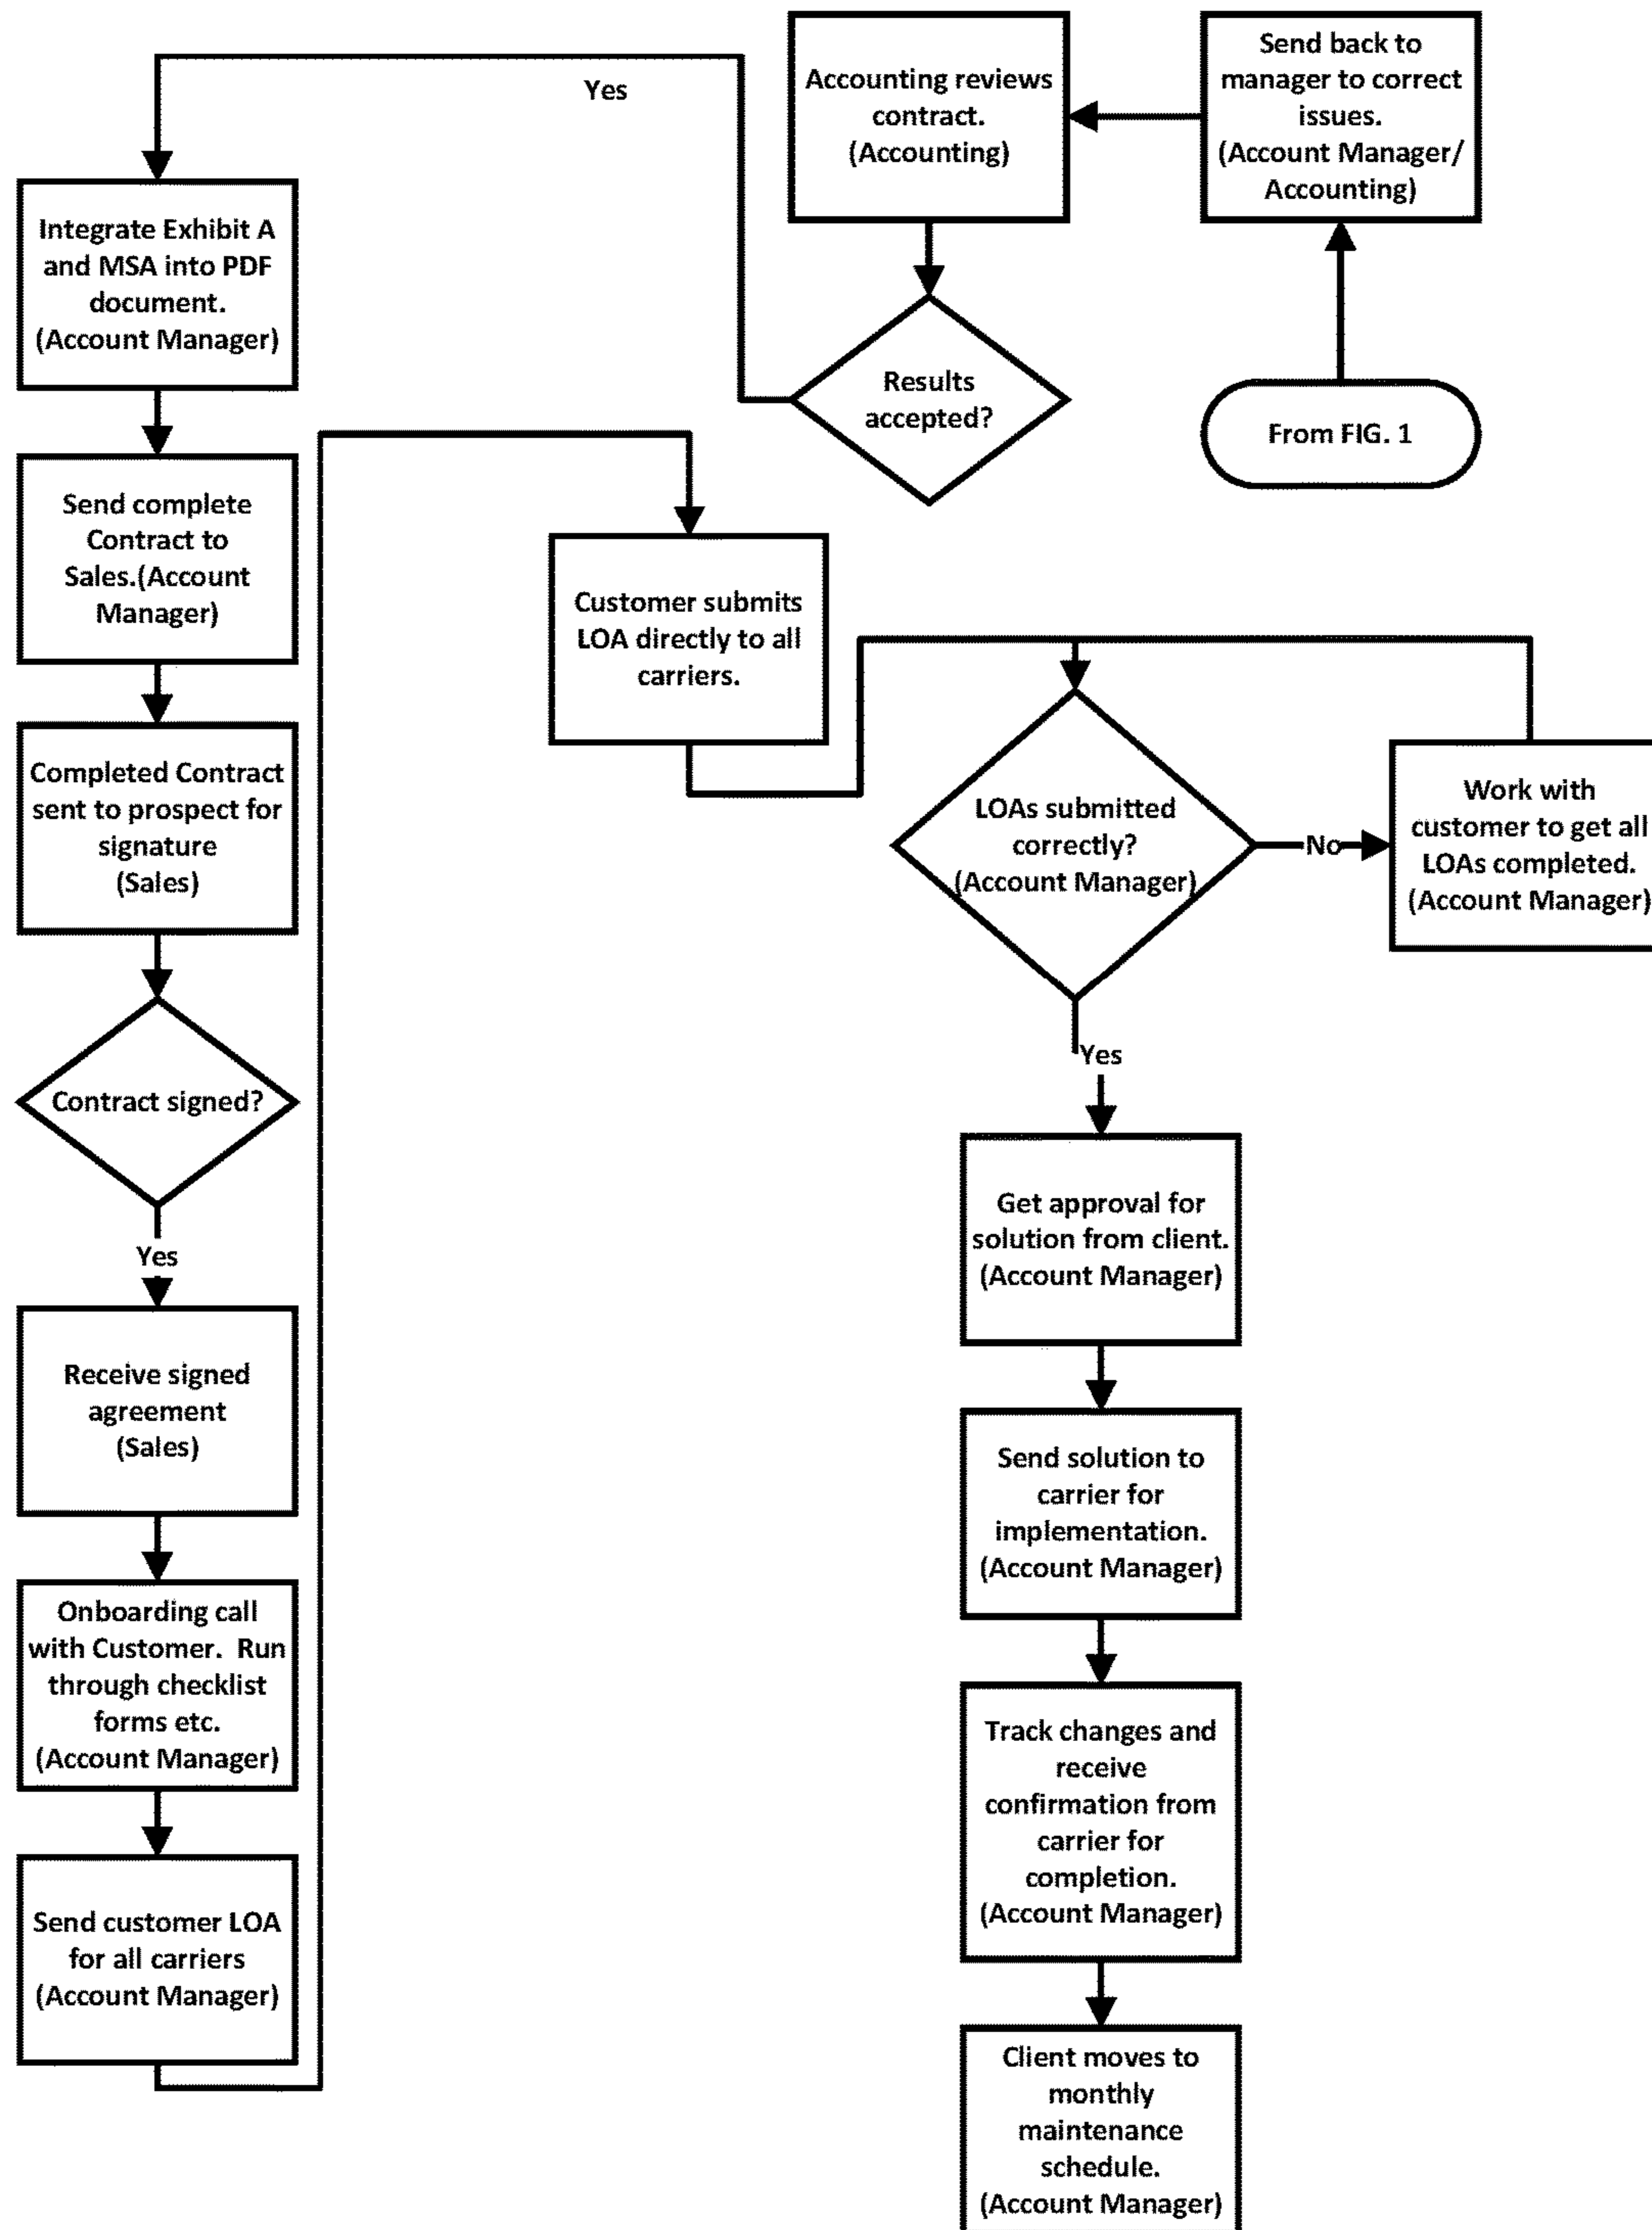 Send back to
manager to correct
issues.
(Account Manager/
Accounting)
Accounting reviews
contract.
(Accounting)
Yes
Results
accepted?
From FIG. 1
Integrate Exhibit A
and MSA into PDF
document.
(Account Manager)
Send complete
Contract to
Sales.(Account
Manager)
Completed Contract
sent to prospect for
signature
(Sales)
Contract signed?
Yes
Receive signed
agreement
(Sales)
Onboarding call
with Customer.  Run
through checklist
forms etc.
(Account Manager)
Send customer LOA
for all carriers
(Account Manager)
Customer submits
LOA directly to all
carriers.
LOAs submitted
correctly?
(Account Manager)
No
Work with
customer to get all
LOAs completed.
(Account Manager)
Yes
Get approval for
solution from client.
(Account Manager)
Send solution to
carrier for
implementation.
(Account Manager)
Track changes and
receive
confirmation from
carrier for
completion.
(Account Manager)
Client moves to
monthly
maintenance
schedule.
(Account Manager)